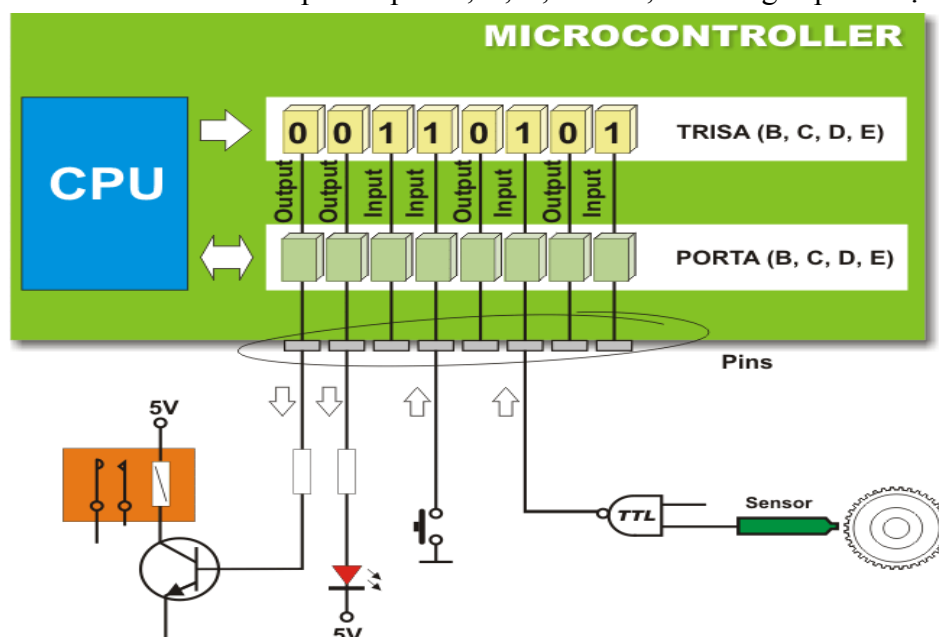 MICROCONTROLLER
CPU
0 0 1 1 0 1 0 1
TRISA (B, C, D, E)
Output Output Input Input Output Input Output Input
PORTA (B, C, D, E)
Pins
5V
TTL
Sensor
5V